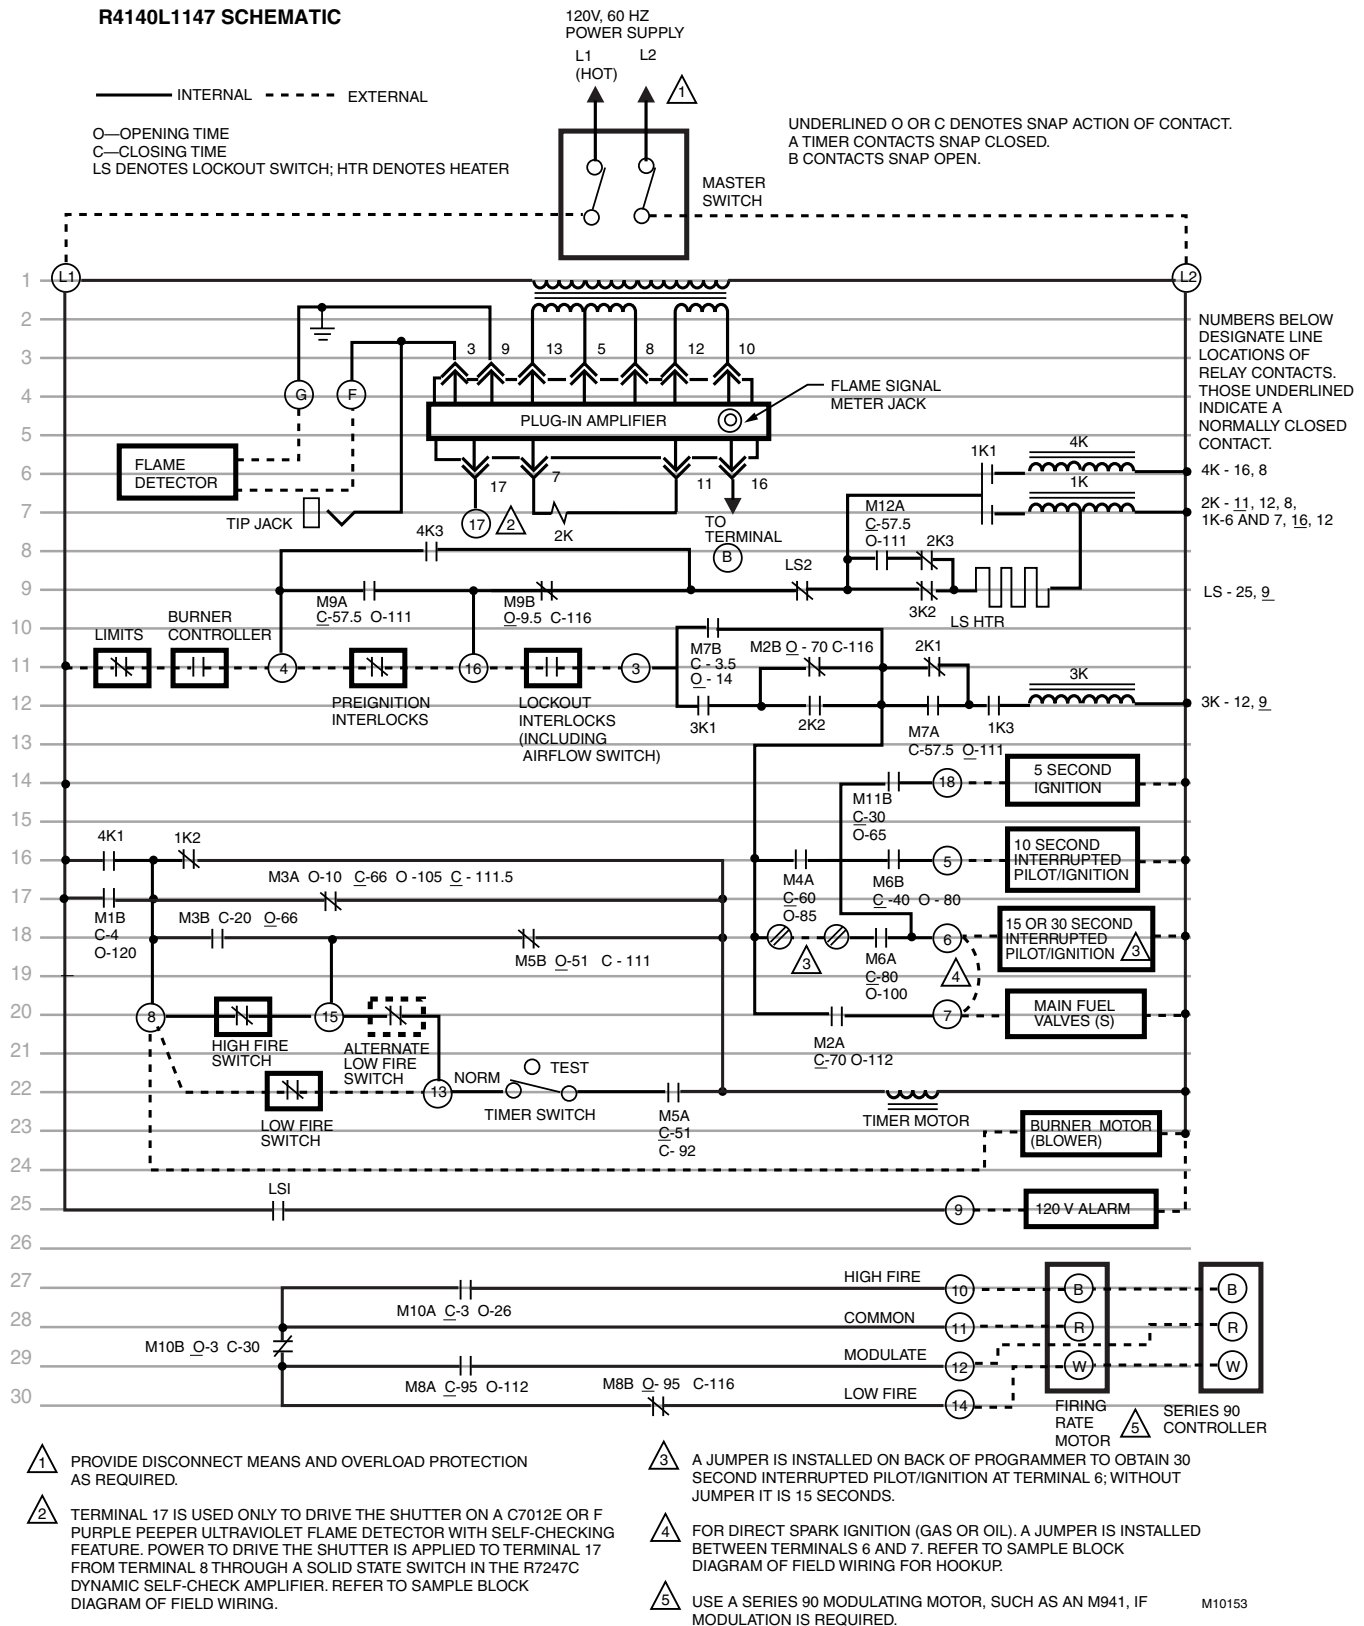 R4140L1147 SCHEMATIC
120V, 60 HZ
POWER SUPPLY
L1
(HOT)
L2
1
INTERNAL
EXTERNAL
O—OPENING TIME
C—CLOSING TIME
LS DENOTES LOCKOUT SWITCH; HTR DENOTES HEATER
UNDERLINED O OR C DENOTES SNAP ACTION OF CONTACT.
A TIMER CONTACTS SNAP CLOSED.
B CONTACTS SNAP OPEN.
MASTER
SWITCH
1
L1
L2
2
NUMBERS BELOW
DESIGNATE LINE
LOCATIONS OF
RELAY CONTACTS.
THOSE UNDERLINED
INDICATE A
NORMALLY CLOSED
CONTACT.
3
3 9 13 5 8 12 10
4
G
F
FLAME SIGNAL
METER JACK
PLUG-IN AMPLIFIER
5
FLAME
DETECTOR
6
17 7 11 16
1K1
4K
4K - 16, 8
1K
2K - 11, 12, 8,
1K-6 AND 7, 16, 12
7
TIP JACK
17
2
2K
TO
TERMINAL
B
M12A
C-57.5
O-111
8
4K3
2K3
LS2
9
M9A
C-57.5 O-111
M9B
O-9.5 C-116
3K2
LS HTR
LS - 25, 9
10
LIMITS
BURNER
CONTROLLER
M7B
C - 3.5
O - 14
M2B O - 70 C-116
2K1
11
4
16
3
3K
12
PREIGNITION
INTERLOCKS
LOCKOUT
INTERLOCKS
(INCLUDING
AIRFLOW SWITCH)
3K1
2K2
M7A
C-57.5 O-111
1K3
3K - 12, 9
13
14
M11B
C-30
O-65
18
5 SECOND
IGNITION
15
4K1
1K2
16
M3A O-10 C-66 O -105 C - 111.5
M4A
C-60
O-85
M6B
C -40 O - 80
5
10 SECOND
INTERRUPTED
PILOT/IGNITION
17
M1B
C-4
O-120
M3B C-20 O-66
18
M5B O-51 C - 111
3
M6A
C-80
O-100
6
4
15 OR 30 SECOND
INTERRUPTED
PILOT/IGNITION
3
19
20
8
HIGH FIRE
SWITCH
15
ALTERNATE
LOW FIRE
SWITCH
M2A
C-70 O-112
7
MAIN FUEL
VALVES (S)
21
22
LOW FIRE
SWITCH
13
NORM
TEST
TIMER SWITCH
M5A
C-51
C- 92
TIMER MOTOR
23
BURNER MOTOR
(BLOWER)
24
25
LSI
9
120 V ALARM
26
27
M10A C-3 O-26
HIGH FIRE
10
B
B
28
M10B O-3 C-30
COMMON
11
R
R
29
M8A C-95 O-112
MODULATE
12
W
W
30
M8B O- 95 C-116
LOW FIRE
14
FIRING
RATE
MOTOR
5
SERIES 90
CONTROLLER
1
PROVIDE DISCONNECT MEANS AND OVERLOAD PROTECTION
AS REQUIRED.
2
TERMINAL 17 IS USED ONLY TO DRIVE THE SHUTTER ON A C7012E OR F
PURPLE PEEPER ULTRAVIOLET FLAME DETECTOR WITH SELF-CHECKING
FEATURE. POWER TO DRIVE THE SHUTTER IS APPLIED TO TERMINAL 17
FROM TERMINAL 8 THROUGH A SOLID STATE SWITCH IN THE R7247C
DYNAMIC SELF-CHECK AMPLIFIER. REFER TO SAMPLE BLOCK
DIAGRAM OF FIELD WIRING.
3
A JUMPER IS INSTALLED ON BACK OF PROGRAMMER TO OBTAIN 30
SECOND INTERRUPTED PILOT/IGNITION AT TERMINAL 6; WITHOUT
JUMPER IT IS 15 SECONDS.
4
FOR DIRECT SPARK IGNITION (GAS OR OIL). A JUMPER IS INSTALLED
BETWEEN TERMINALS 6 AND 7. REFER TO SAMPLE BLOCK
DIAGRAM OF FIELD WIRING FOR HOOKUP.
5
USE A SERIES 90 MODULATING MOTOR, SUCH AS AN M941, IF
MODULATION IS REQUIRED.
M10153